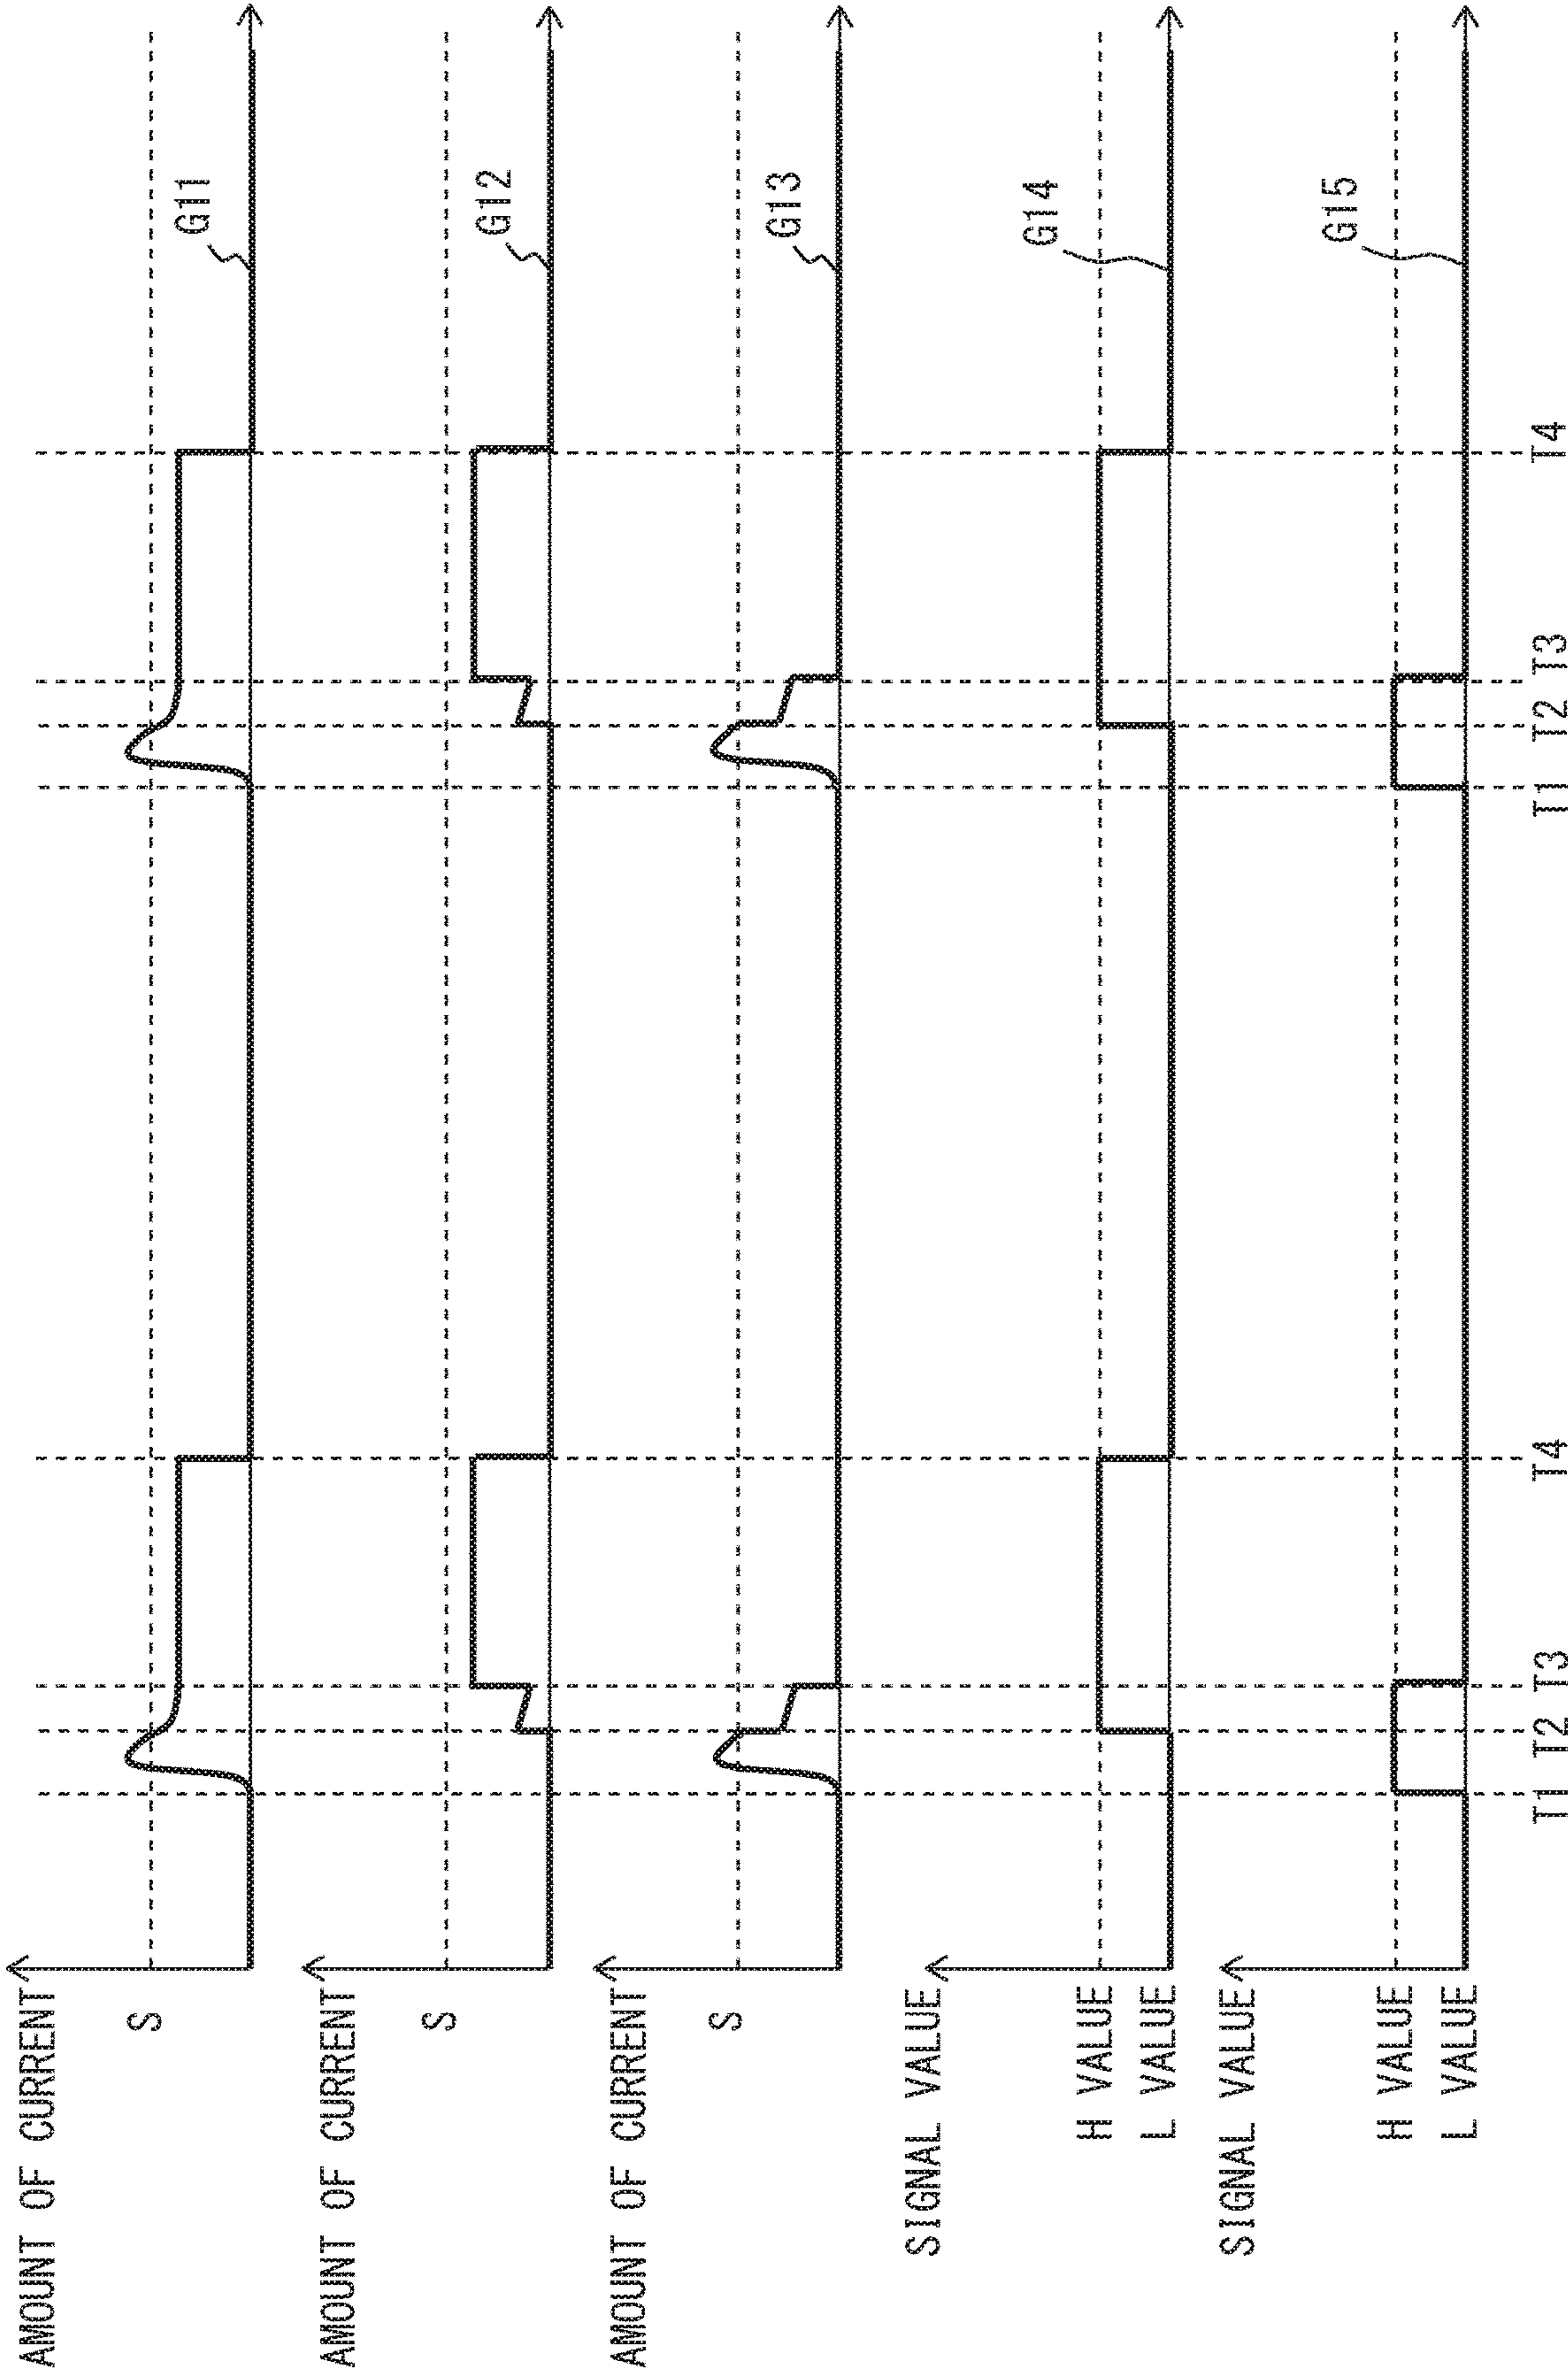 AMOUNT OF CURRENT
S
G11
AMOUNT OF CURRENT
S
G12
AMOUNT OF CURRENT
S
G13
SIGNAL VALUE
H VALUE
L VALUE
G14
SIGNAL VALUE
H VALUE
L VALUE
G15
T1 T2 T3 T4 T1 T2 T3 T4